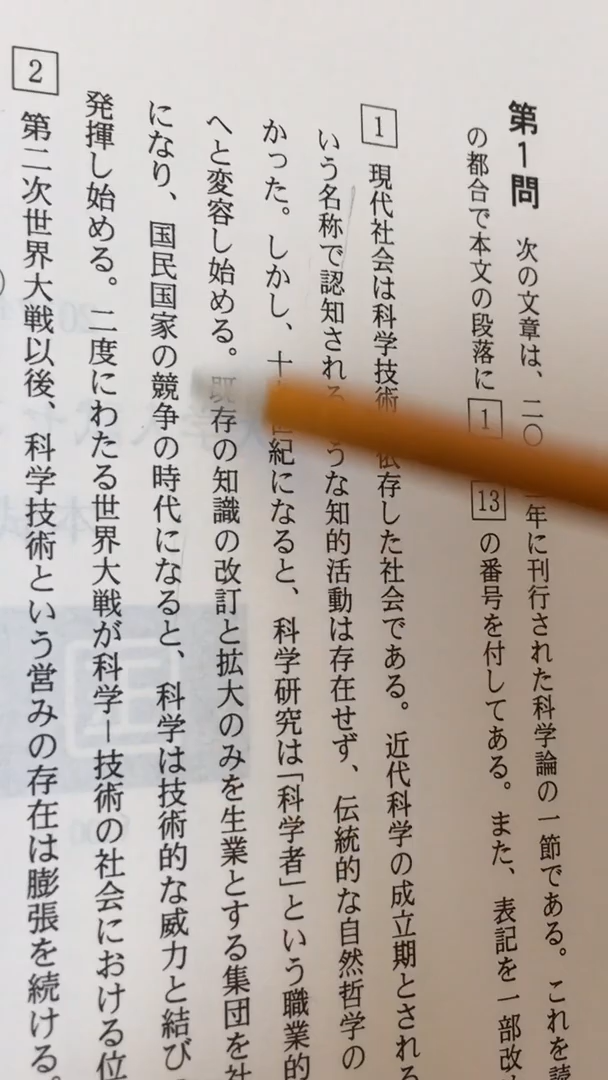 第1問 次の文章は、二〇年に刊行された科学論の一節である。これを読
の都合で本文の段落に 1 13 の番号を付してある。また、表記を一部改
1 現代社会は科学技術依存した社会である。近代科学の成立期とされる
いう名称で認知されうな知的活動は存在せず、伝統的な自然哲学の
かった。しかし、十世紀になると、科学研究は「科学者」という職業的
へと変容し始める。既存の知識の改訂と拡大のみを生業とする集団を社
になり、国民国家の競争の時代になると、科学は技術的な威力と結び
発揮し始める。二度にわたる世界大戦が科学ー技術の社会における位
2 第二次世界大戦以後、科学技術という営みの存在は膨張を続ける。